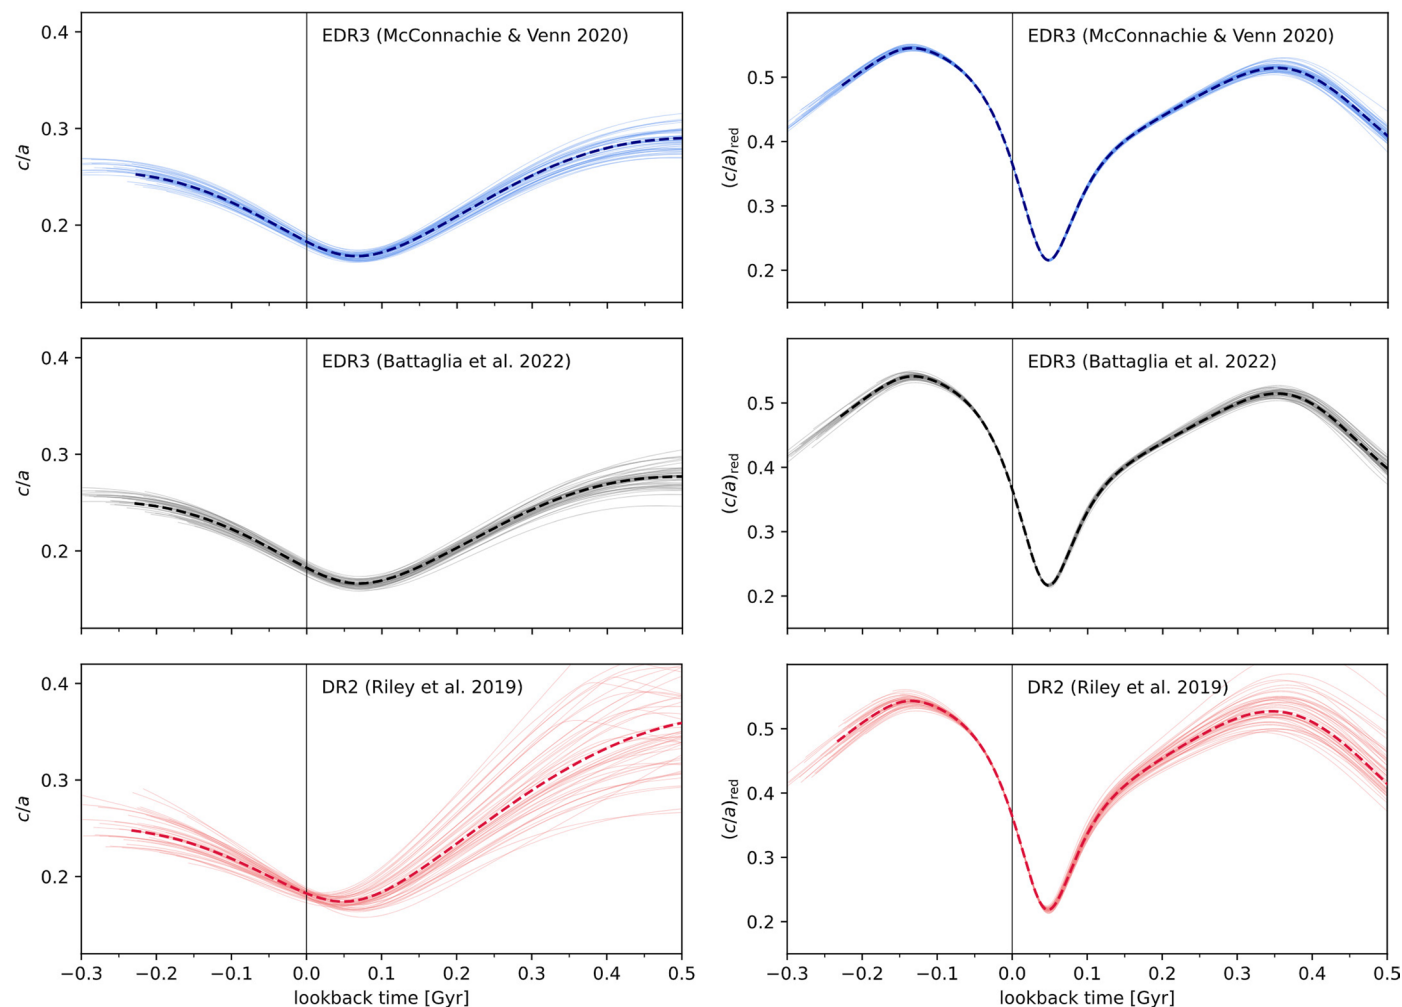 EDR3 (McConnachie & Venn 2020)
c/a
0.4
0.3
0.2
EDR3 (McConnachie & Venn 2020)
(c/a)red
0.5
0.4
0.3
0.2
EDR3 (Battaglia et al. 2022)
c/a
0.4
0.3
0.2
EDR3 (Battaglia et al. 2022)
(c/a)red
0.5
0.4
0.3
0.2
DR2 (Riley et al. 2019)
c/a
0.4
0.3
0.2
−0.3 −0.2 −0.1 0.0 0.1 0.2 0.3 0.4 0.5
lookback time [Gyr]
DR2 (Riley et al. 2019)
(c/a)red
0.5
0.4
0.3
0.2
−0.3 −0.2 −0.1 0.0 0.1 0.2 0.3 0.4 0.5
lookback time [Gyr]